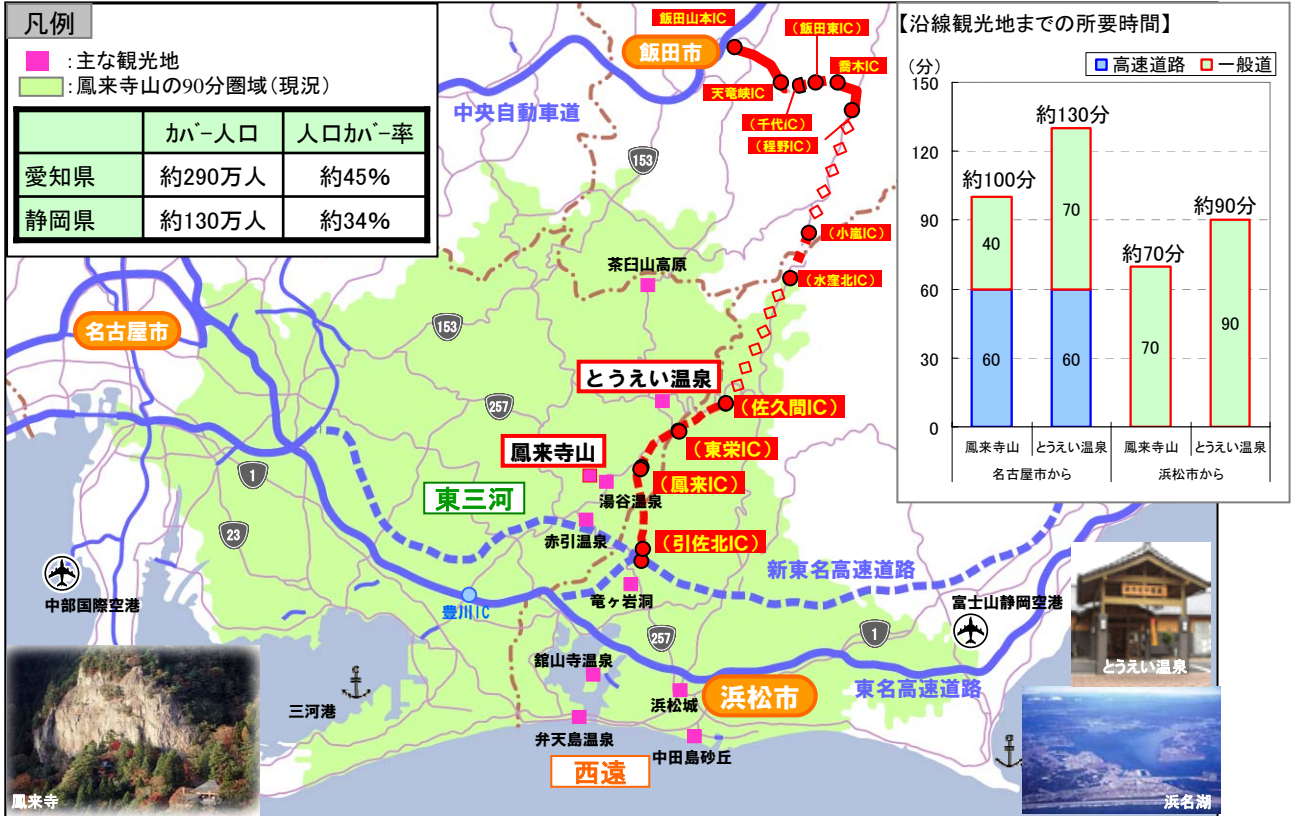 凡例
:主な観光地
:鳳来寺山の90分圏域(現況)
カバー人口 人口カバー率
愛知県 約290万人 約45%
静岡県 約130万人 約34%
飯田山本IC
(飯田東IC)
飯田市
喬木IC
天竜峡IC
(千代IC)
(程野IC)
中央自動車道
153
(小嵐IC)
茶臼山高原
(水窪北IC)
名古屋市
153
とうえい温泉
257
(佐久間IC)
(東栄IC)
鳳来寺山
(鳳来IC)
1
東三河
湯谷温泉
23
赤引温泉
(引佐北IC)
新東名高速道路
中部国際空港
竜ヶ岩洞
富士山静岡空港
豊川IC
257
1
舘山寺温泉
東名高速道路
三河港
浜松城
浜松市
弁天島温泉
中田島砂丘
西遠
鳳来寺
とうえい温泉
浜名湖
【沿線観光地までの所要時間】
(分)
高速道路 一般道
150
120
90
60
30
0
約100分
40
60
約130分
70
60
約70分
70
約90分
90
鳳来寺山 とうえい温泉 鳳来寺山 とうえい温泉
名古屋市から 浜松市から